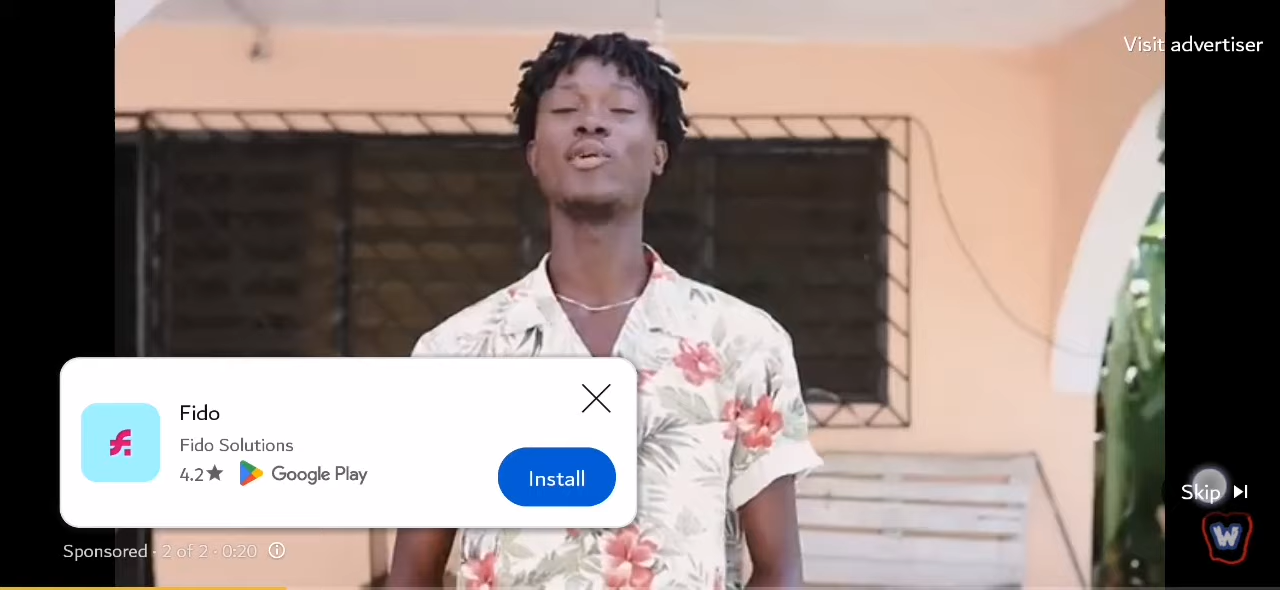 Visit advertiser
Fido
Fido Solutions
4.2★ Google Play
Install
Skip
W
Sponsored · 2 of 2 · 0:20